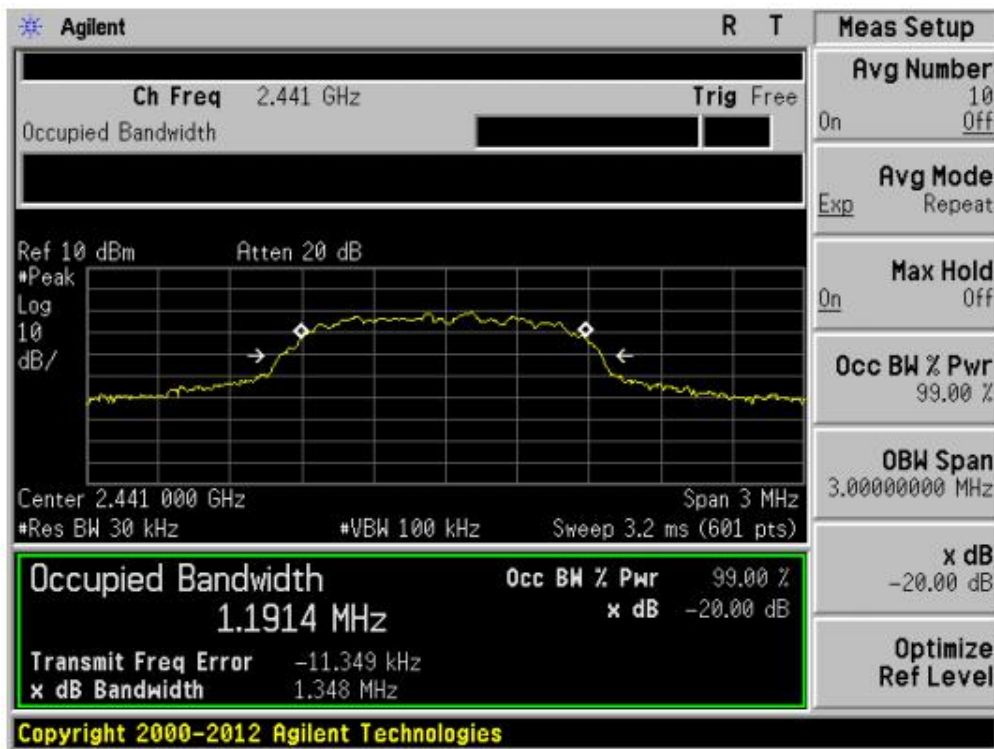 Agilent R T
Ch Freq 2.441 GHz Trig Free
Occupied Bandwidth
Ref 10 dBm Atten 20 dB
#Peak
Log
10
dB/
Center 2.441 000 GHz Span 3 MHz
#Res BW 30 kHz #VBW 100 kHz Sweep 3.2 ms (601 pts)
Occupied Bandwidth Occ BW % Pwr 99.00 %
1.1914 MHz x dB -20.00 dB
Transmit Freq Error -11.349 kHz
x dB Bandwidth 1.348 MHz
Copyright 2000-2012 Agilent Technologies
Meas Setup
Avg Number
10
On Off
Avg Mode
Exp Repeat
Max Hold
On Off
Occ BW % Pwr
99.00 %
OBW Span
3.00000000 MHz
x dB
-20.00 dB
Optimize
Ref Level